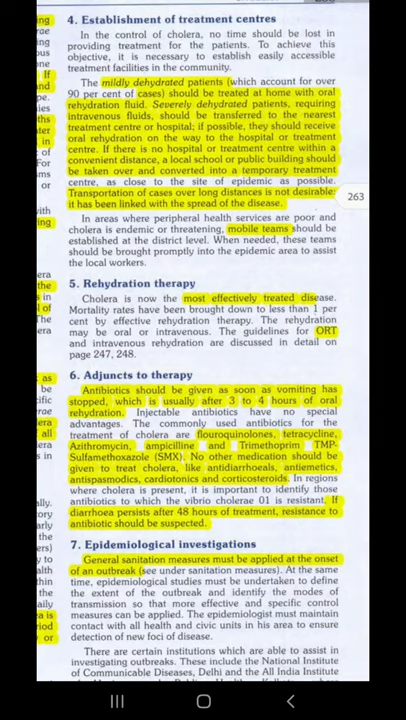 4. Establishment of treatment centres
In the control of cholera, no time should be lost in
providing treatment for the patients. To achieve this
objective, it is necessary to establish easily accessible
treatment facilities in the community.
The mildly dehydrated patients (which account for over
90 per cent of cases) should be treated at home with oral
rehydration fluid. Severely dehydrated patients, requiring
intravenous fluids, should be transferred to the nearest
treatment centre or hospital; if possible, they should receive
oral rehydration on the way to the hospital or treatment
centre. If there is no hospital or treatment centre within a
convenient distance, a local school or public building should
be taken over and converted into a temporary treatment
centre, as close to the site of epidemic as possible.
Transportation of cases over long distances is not desirable;
it has been linked with the spread of the disease.
263
In areas where peripheral health services are poor and
cholera is endemic or threatening, mobile teams should be
established at the district level. When needed, these teams
should be brought promptly into the epidemic area to assist
the local workers.
5. Rehydration therapy
Cholera is now the most effectively treated disease.
Mortality rates have been brought down to less than 1 per
cent by effective rehydration therapy. The rehydration
may be oral or intravenous. The guidelines for ORT
and intravenous rehydration are discussed in detail on
page 247, 248.
6. Adjuncts to therapy
Antibiotics should be given as soon as vomiting has
stopped, which is usually after 3 to 4 hours of oral
rehydration. Injectable antibiotics have no special
advantages. The commonly used antibiotics for the
treatment of cholera are flouroquinolones, tetracycline,
Azithromycin, ampicilline and Trimethoprim TMP-
Sulfamethoxazole (SMX). No other medication should be
given to treat cholera, like antidiarrhoeals, antiemetics,
antispasmodics, cardiotonics and corticosteroids. In regions
where cholera is present, it is important to identify those
antibiotics to which the vibrio cholerae 01 is resistant. If
diarrhoea persists after 48 hours of treatment, resistance to
antibiotic should be suspected.
7. Epidemiological investigations
General sanitation measures must be applied at the onset
of an outbreak (see under sanitation measures). At the same
time, epidemiological studies must be undertaken to define
the extent of the outbreak and identify the modes of
transmission so that more effective and specific control
measures can be applied. The epidemiologist must maintain
contact with all health and civic units in his area to ensure
detection of new foci of disease.
There are certain institutions which are able to assist in
investigating outbreaks. These include the National Institute
of Communicable Diseases, Delhi and the All India Institute